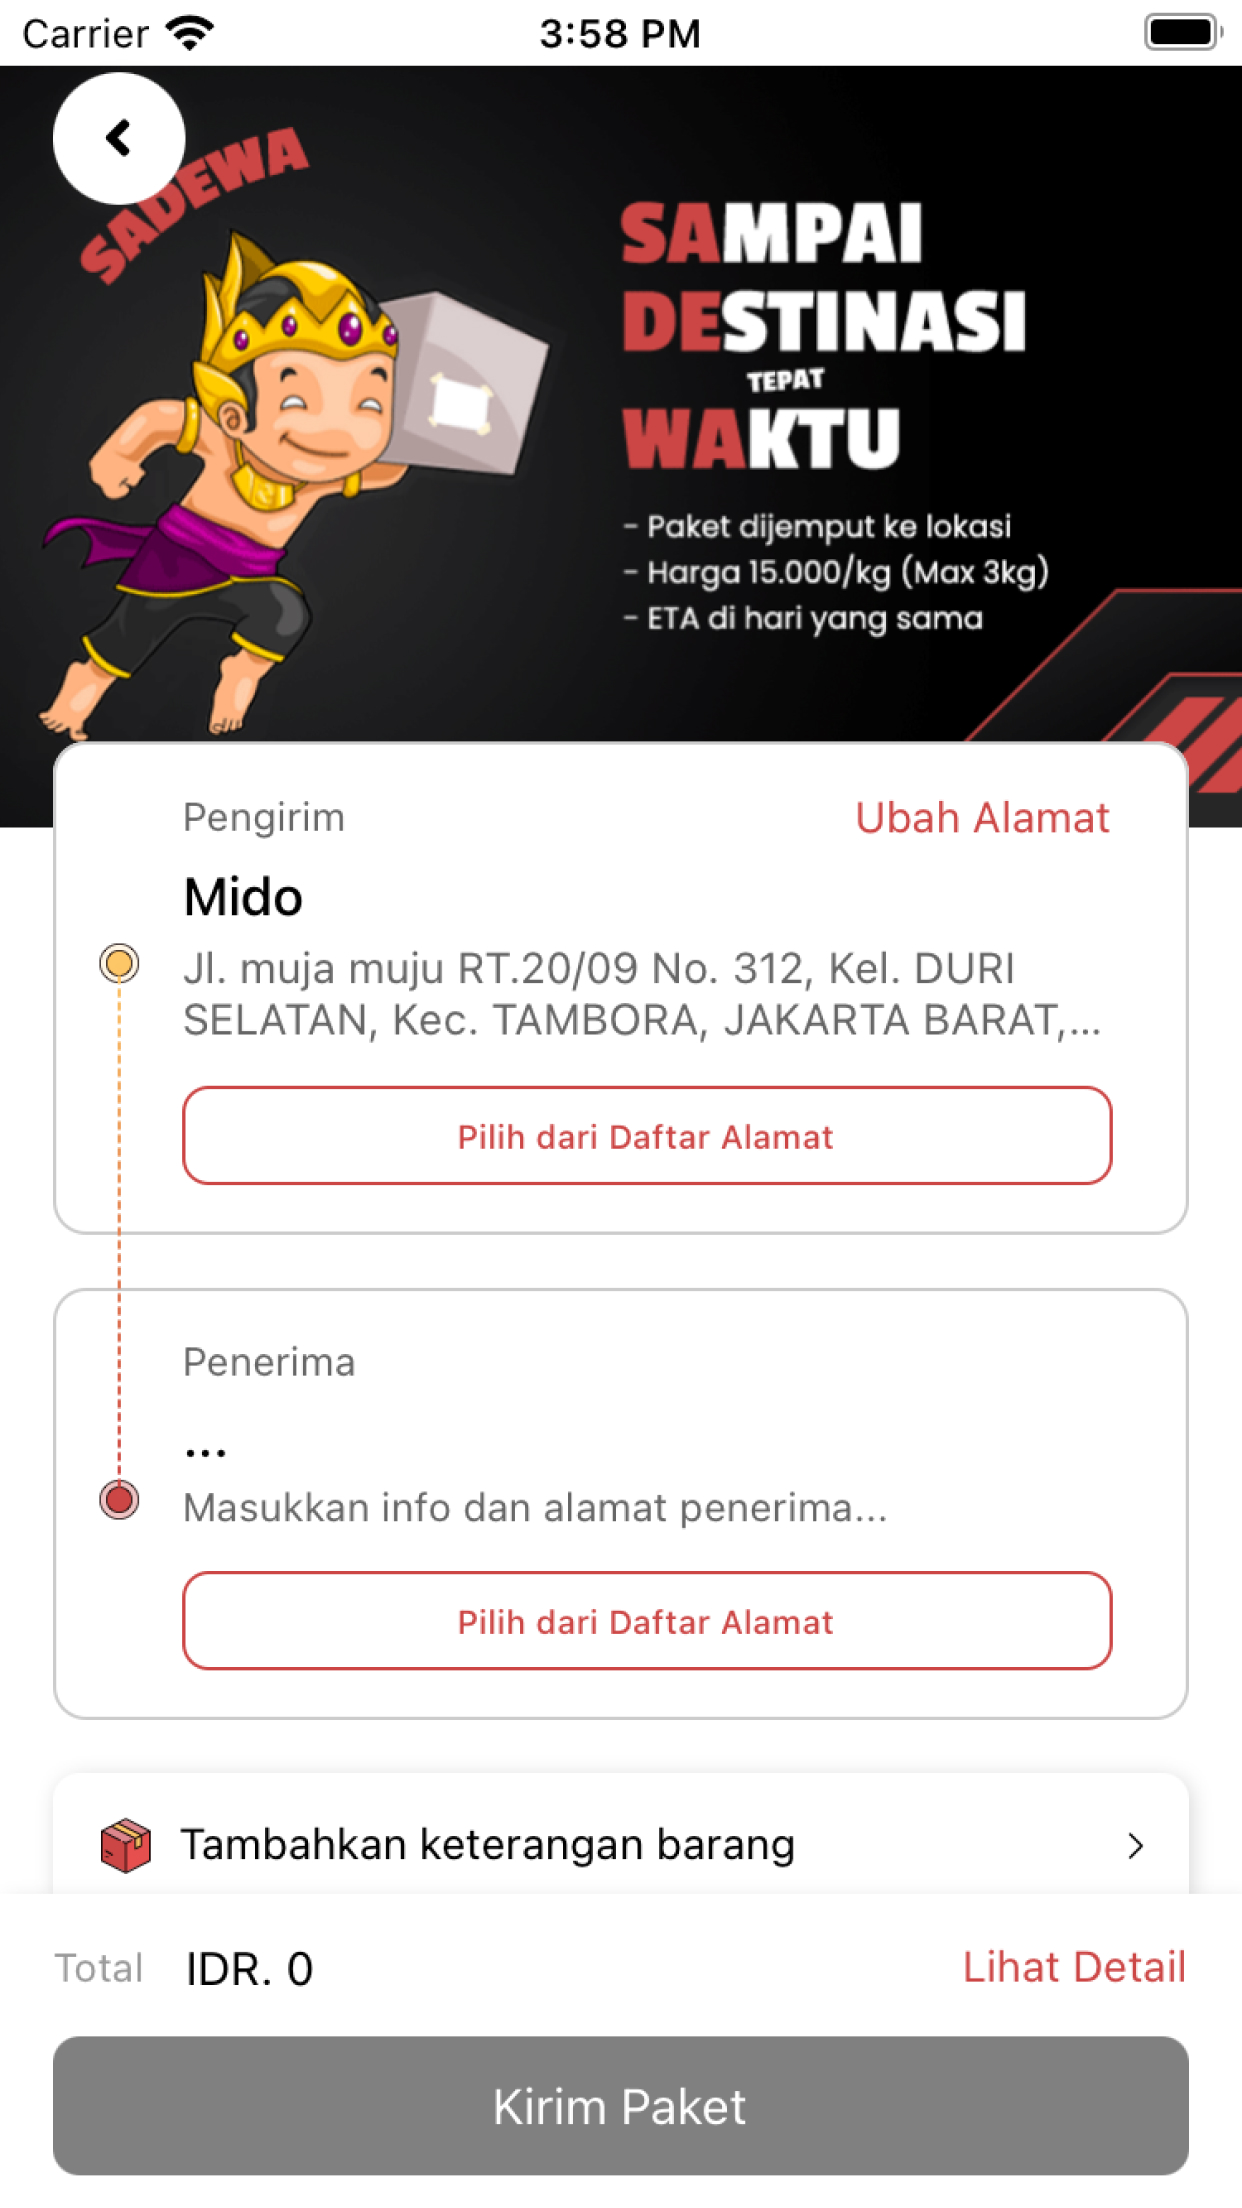 Carrier
3:58 PM
SADEWA
SAMPAI
DESTINASI
TEPAT
WAKTU
- Paket dijemput ke lokasi
- Harga 15.000/kg (Max 3kg)
- ETA di hari yang sama
Pengirim
Ubah Alamat
Mido
Jl. muja muju RT.20/09 No. 312, Kel. DURI
SELATAN, Kec. TAMBORA, JAKARTA BARAT,...
Pilih dari Daftar Alamat
Penerima
...
Masukkan info dan alamat penerima...
Pilih dari Daftar Alamat
Tambahkan keterangan barang
Total IDR. 0
Lihat Detail
Kirim Paket